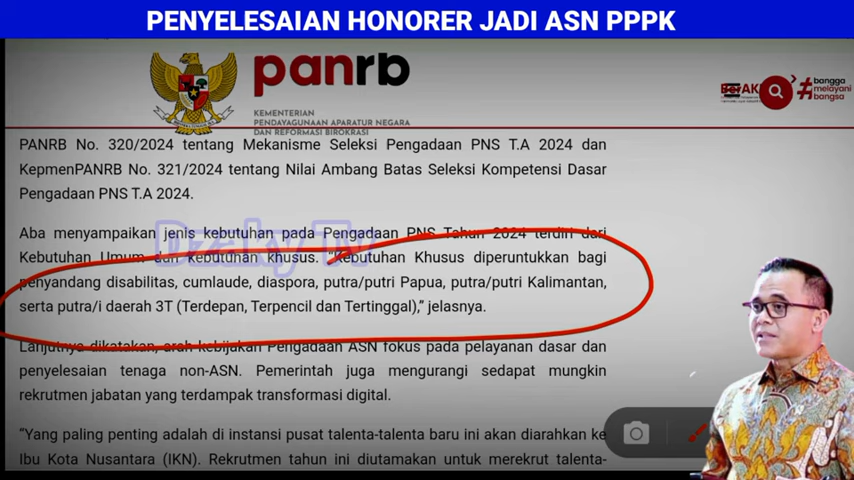 PENYELESAIAN HONORER JADI ASN PPPK
panrb
KEMENTERIAN
PENDAYAGUNAAN APARATUR NEGARA
DAN REFORMASI BIROKRASI
#bangga
melayani
bangsa
PANRB No. 320/2024 tentang Mekanisme Seleksi Pengadaan PNS T.A 2024 dan
KepmenPANRB No. 321/2024 tentang Nilai Ambang Batas Seleksi Kompetensi Dasar
Pengadaan PNS T.A 2024.
Aba menyampaikan jenis kebutuhan pada Pengadaan PNS Tahun 2024 terdiri dari
Kebutuhan Umum dan kebutuhan khusus. “Kebutuhan Khusus diperuntukkan bagi
penyandang disabilitas, cumlaude, diaspora, putra/putri Papua, putra/putri Kalimantan,
serta putra/i daerah 3T (Terdepan, Terpencil dan Tertinggal),” jelasnya.
Dzaky Tv
Lanjutnya dikatakan, arah kebijakan Pengadaan ASN fokus pada pelayanan dasar dan
penyelesaian tenaga non-ASN. Pemerintah juga mengurangi sedapat mungkin
rekrutmen jabatan yang terdampak transformasi digital.
“Yang paling penting adalah di instansi pusat talenta-talenta baru ini akan diarahkan ke
Ibu Kota Nusantara (IKN). Rekrutmen tahun ini diutamakan untuk merekrut talenta-